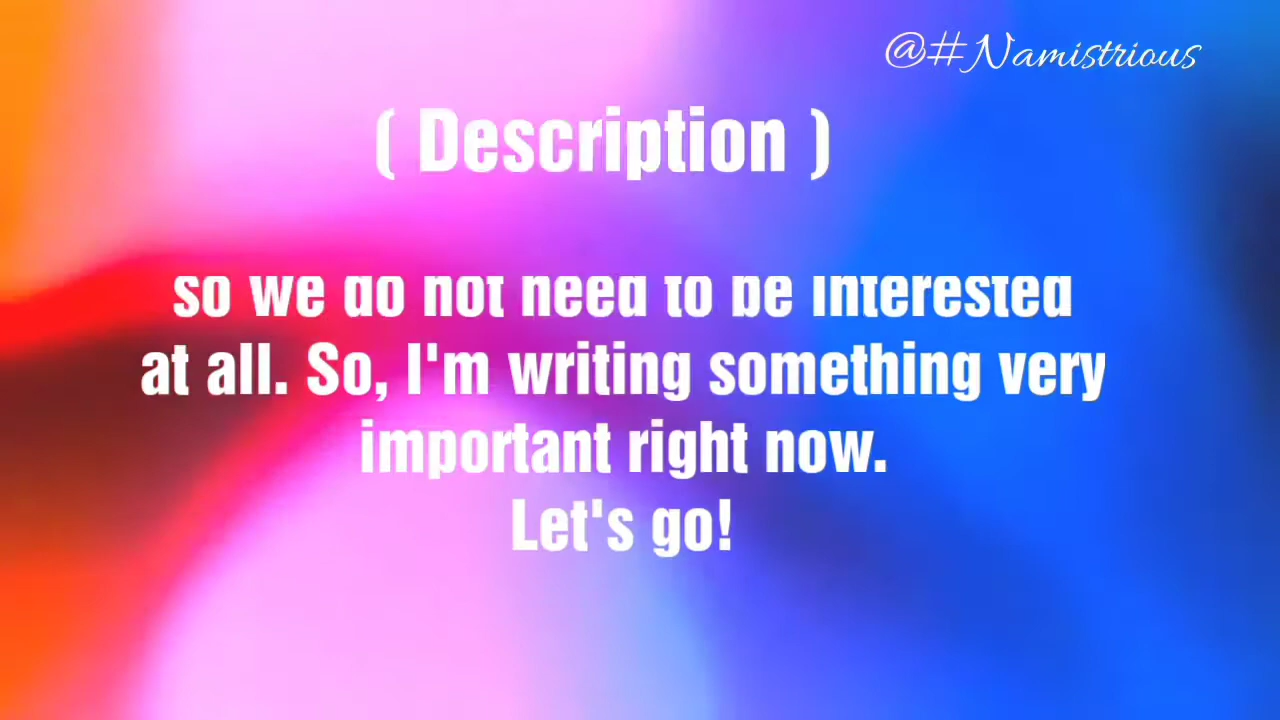 @#Namistrious
( Description )
so we do not need to be interested
at all. So, I'm writing something very
important right now.
Let's go!